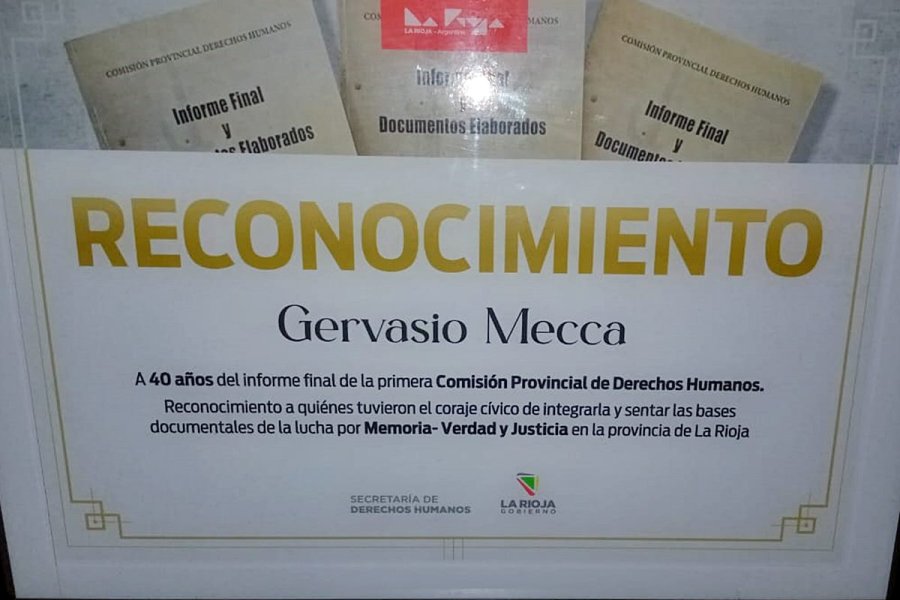 COMISIÓN PROVINCIAL DERECHOS HUMANOS
Informe Final
y
Elaborados
LA RIOJA - Argentina
HUMANOS
Documentos Elaborados
COMISIÓN PROVINCIAL DERECHOS HUMANOS
Informe Final
y
RECONOCIMIENTO
Gervasio Mecca
A 40 años del informe final de la primera Comisión Provincial de Derechos Humanos.
Reconocimiento a quiénes tuvieron el coraje cívico de integrarla y sentar las bases
documentales de la lucha por Memoria- Verdad y Justicia en la provincia de La Rioja
SECRETARÍA DE
DERECHOS HUMANOS
LA RIOJA
GOBIERNO